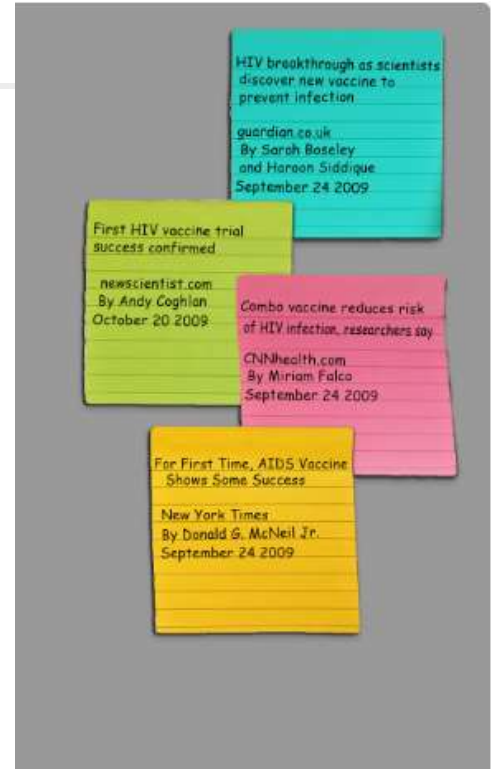 HIV breakthrough as scientists
discover new vaccine to
prevent infection
guardian.co.uk
By Sarah Boseley
and Haroon Siddique
September 24 2009
First HIV vaccine trial
success confirmed
newscientist.com
By Andy Coghlan
October 20 2009
Combo vaccine reduces risk
of HIV infection, researchers say
CNNhealth.com
By Miriam Falco
September 24 2009
For First Time, AIDS Vaccine
Shows Some Success
New York Times
By Donald G. McNeil Jr.
September 24 2009